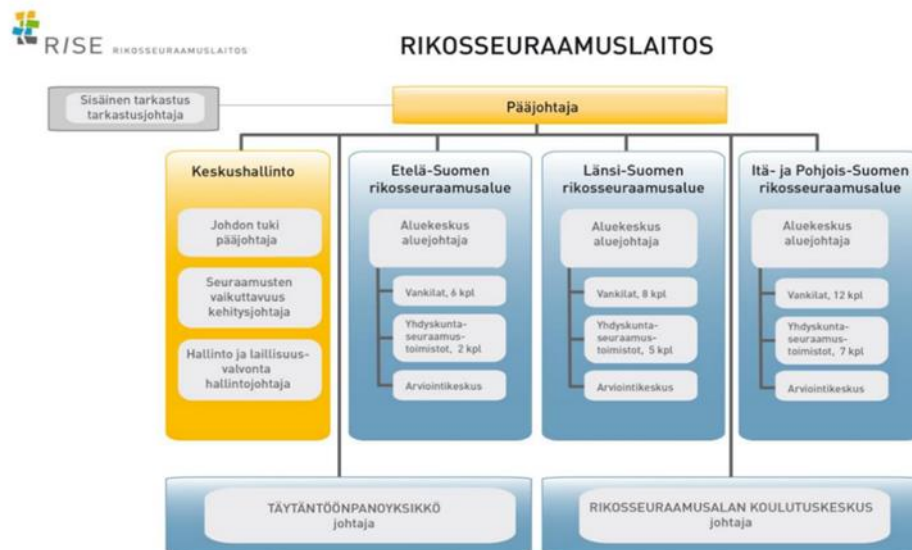 RISE RIKOSSEURAAMUSLAITOS
RIKOSSEURAAMUSLAITOS
Sisäinen tarkastus
tarkastusjohtaja
Pääjohtaja
Keskushallinto
Johdon tuki
pääjohtaja
Seuraamusten
vaikuttavuus
kehitysjohtaja
Hallinto ja laillisuus-
valvonta
hallintojohtaja
Etelä-Suomen
rikosseuraamusalue
Aluekeskus
aluejohtaja
Vankilat, 6 kpl
Yhdyskunta-
seuraamus-
toimistot, 2 kpl
Arviointikeskus
Länsi-Suomen
rikosseuraamusalue
Aluekeskus
aluejohtaja
Vankilat, 8 kpl
Yhdyskunta-
seuraamus-
toimistot, 5 kpl
Arviointikeskus
Itä- ja Pohjois-Suomen
rikosseuraamusalue
Aluekeskus
aluejohtaja
Vankilat, 12 kpl
Yhdyskunta-
seuraamus-
toimistot, 7 kpl
Arviointikeskus
TÄYTÄNTÖÖNPANOYKSIKKÖ
johtaja
RIKOSSEURAAMUSALAN KOULUTUSKESKUS
johtaja